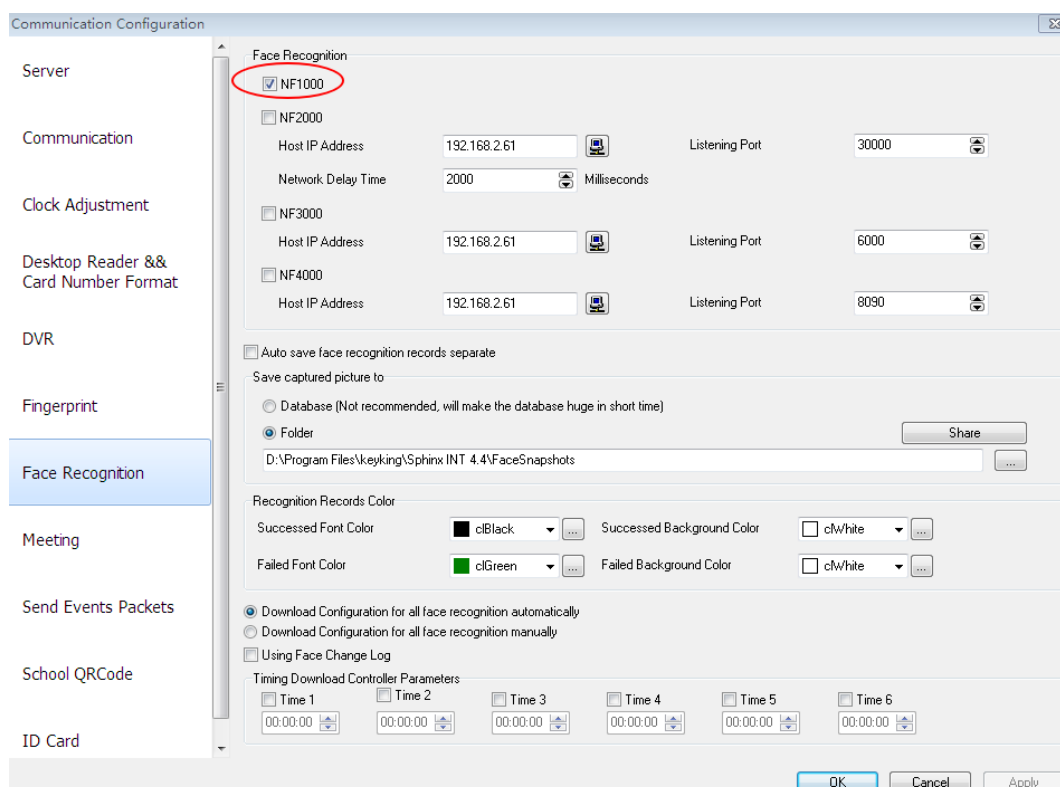 Communication Configuration
Server
Communication
Clock Adjustment
Desktop Reader &&
Card Number Format
DVR
Fingerprint
Face Recognition
Meeting
Send Events Packets
School QRCode
ID Card
Face Recognition
NF1000
NF2000
Host IP Address 192.168.2.61 Listening Port 30000
Network Delay Time 2000 Milliseconds
NF3000
Host IP Address 192.168.2.61 Listening Port 6000
NF4000
Host IP Address 192.168.2.61 Listening Port 8090
Auto save face recognition records separate
Save captured picture to
Database (Not recommended, will make the database huge in short time)
Folder Share
D:\Program Files\keyking\Sphinx INT 4.4\FaceSnapshots ...
Recognition Records Color
Successed Font Color clBlack ... Successed Background Color clWhite ...
Failed Font Color clGreen ... Failed Background Color clWhite ...
Download Configuration for all face recognition automatically
Download Configuration for all face recognition manually
Using Face Change Log
Timing Download Controller Parameters
Time 1 Time 2 Time 3 Time 4 Time 5 Time 6
00:00:00 00:00:00 00:00:00 00:00:00 00:00:00 00:00:00
OK Cancel Apply